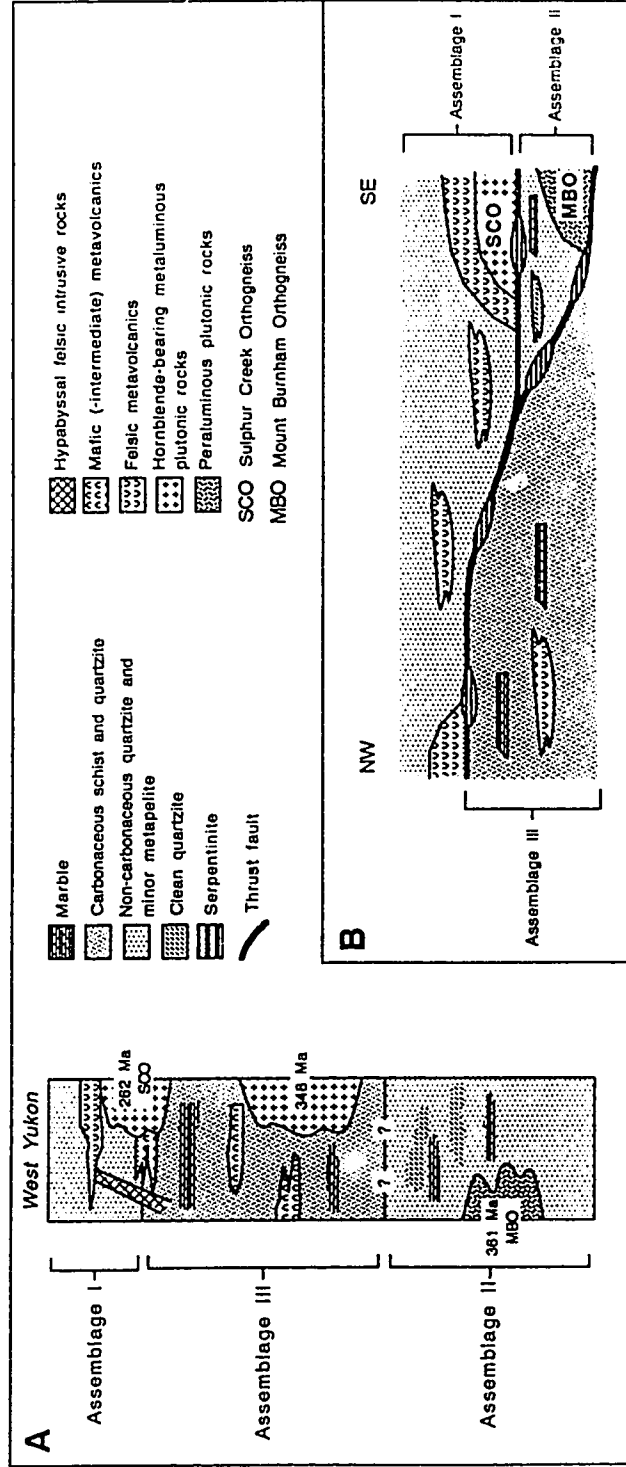 A
West Yukon
Assemblage I
Assemblage III
Assemblage II
262 Ma
SCO
348 Ma
? ? ?
361 Ma
MBO
Marble
Carbonaceous schist and quartzite
Non-carbonaceous quartzite and
minor metapelite
Clean quartzite
Serpentinite
Thrust fault
Hypabyssal felsic intrusive rocks
Mafic (-intermediate) metavolcanics
Felsic metavolcanics
Hornblende-bearing metaluminous
plutonic rocks
Peraluminous plutonic rocks
SCO Sulphur Creek Orthogneiss
MBO Mount Burnham Orthogneiss
B
NW
SE
SCO
MBO
Assemblage III
Assemblage I
Assemblage II